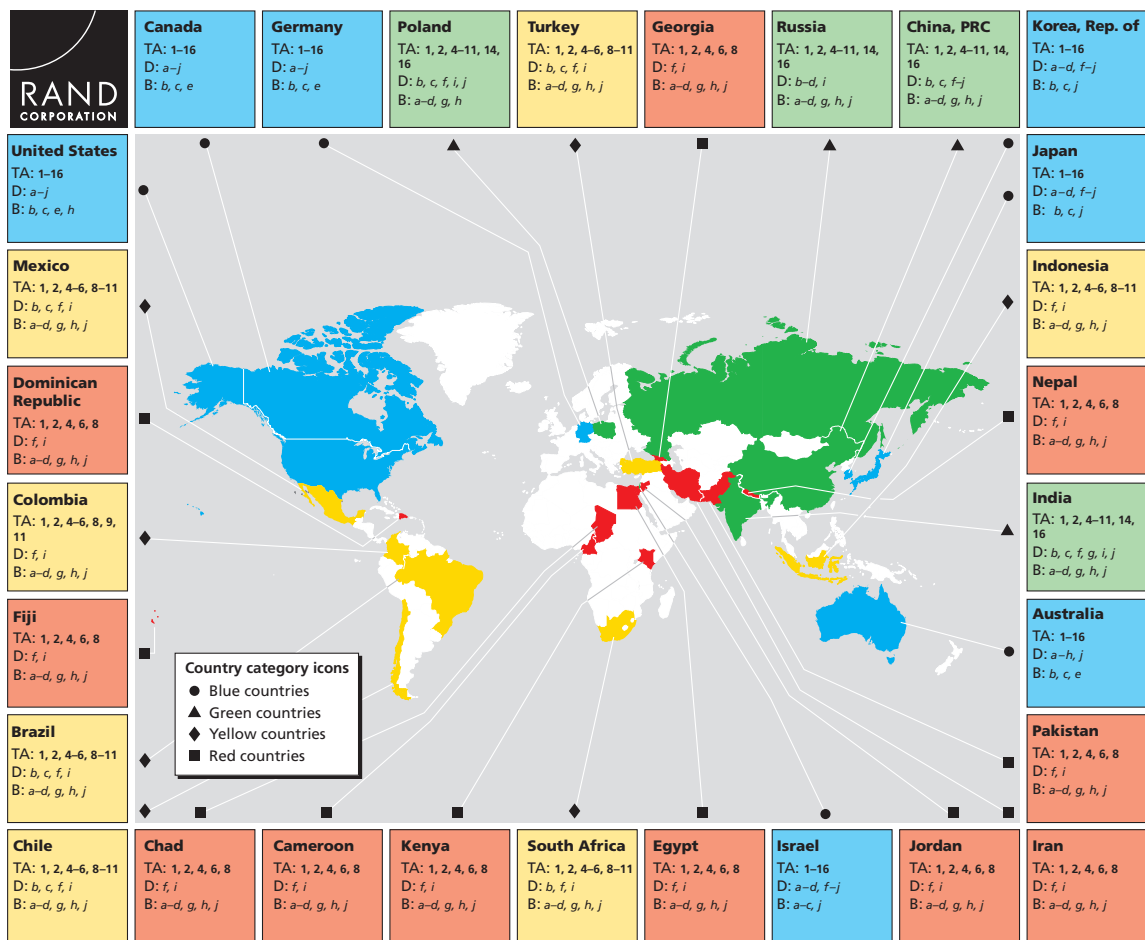 RAND
CORPORATION
Canada
TA: 1–16
D: a–j
B: b, c, e
Germany
TA: 1–16
D: a–j
B: b, c, e
Poland
TA: 1, 2, 4–11, 14,
16
D: b, c, f, i, j
B: a–d, g, h
Turkey
TA: 1, 2, 4–6, 8–11
D: b, c, f, i
B: a–d, g, h, j
Georgia
TA: 1, 2, 4, 6, 8
D: f, i
B: a–d, g, h, j
Russia
TA: 1, 2, 4–11, 14,
16
D: b–d, i
B: a–d, g, h, j
China, PRC
TA: 1, 2, 4–11, 14,
16
D: b, c, f–j
B: a–d, g, h, j
Korea, Rep. of
TA: 1–16
D: a–d, f–j
B: b, c, j
United States
TA: 1–16
D: a–j
B: b, c, e, h
Japan
TA: 1–16
D: a–d, f–j
B: b, c, j
Mexico
TA: 1, 2, 4–6, 8–11
D: b, c, f, i
B: a–d, g, h, j
Indonesia
TA: 1, 2, 4–6, 8–11
D: f, i
B: a–d, g, h, j
Dominican
Republic
TA: 1, 2, 4, 6, 8
D: f, i
B: a–d, g, h, j
Nepal
TA: 1, 2, 4, 6, 8
D: f, i
B: a–d, g, h, j
Colombia
TA: 1, 2, 4–6, 8, 9,
11
D: f, i
B: a–d, g, h, j
India
TA: 1, 2, 4–11, 14,
16
D: b, c, f, g, i, j
B: a–d, g, h, j
Fiji
TA: 1, 2, 4, 6, 8
D: f, i
B: a–d, g, h, j
Australia
TA: 1–16
D: a–h, j
B: b, c, e
Country category icons
Blue countries
Green countries
Yellow countries
Red countries
Brazil
TA: 1, 2, 4–6, 8–11
D: b, c, f, i
B: a–d, g, h, j
Pakistan
TA: 1, 2, 4, 6, 8
D: f, i
B: a–d, g, h, j
Chile
TA: 1, 2, 4–6, 8–11
D: b, c, f, i
B: a–d, g, h, j
Chad
TA: 1, 2, 4, 6, 8
D: f, i
B: a–d, g, h, j
Cameroon
TA: 1, 2, 4, 6, 8
D: f, i
B: a–d, g, h, j
Kenya
TA: 1, 2, 4, 6, 8
D: f, i
B: a–d, g, h, j
South Africa
TA: 1, 2, 4–6, 8–11
D: b, f, i
B: a–d, g, h, j
Egypt
TA: 1, 2, 4, 6, 8
D: f, i
B: a–d, g, h, j
Israel
TA: 1–16
D: a–d, f–j
B: a–c, j
Jordan
TA: 1, 2, 4, 6, 8
D: f, i
B: a–d, g, h, j
Iran
TA: 1, 2, 4, 6, 8
D: f, i
B: a–d, g, h, j